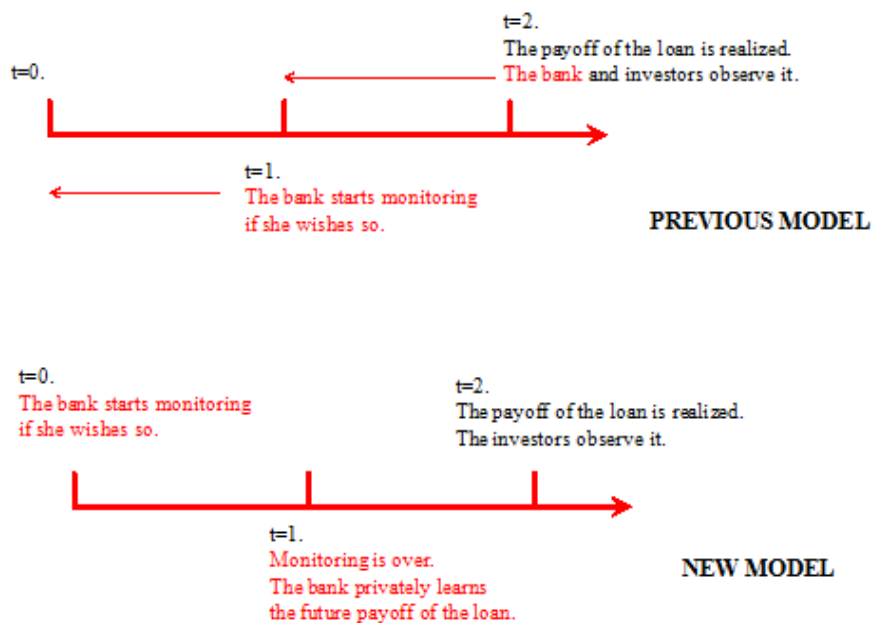 t=2.
The payoff of the loan is realized.
The bank and investors observe it.
t=0.
t=1.
The bank starts monitoring
if she wishes so.
PREVIOUS MODEL
t=0.
The bank starts monitoring
if she wishes so.
t=2.
The payoff of the loan is realized.
The investors observe it.
t=1.
Monitoring is over.
The bank privately learns
the future payoff of the loan.
NEW MODEL